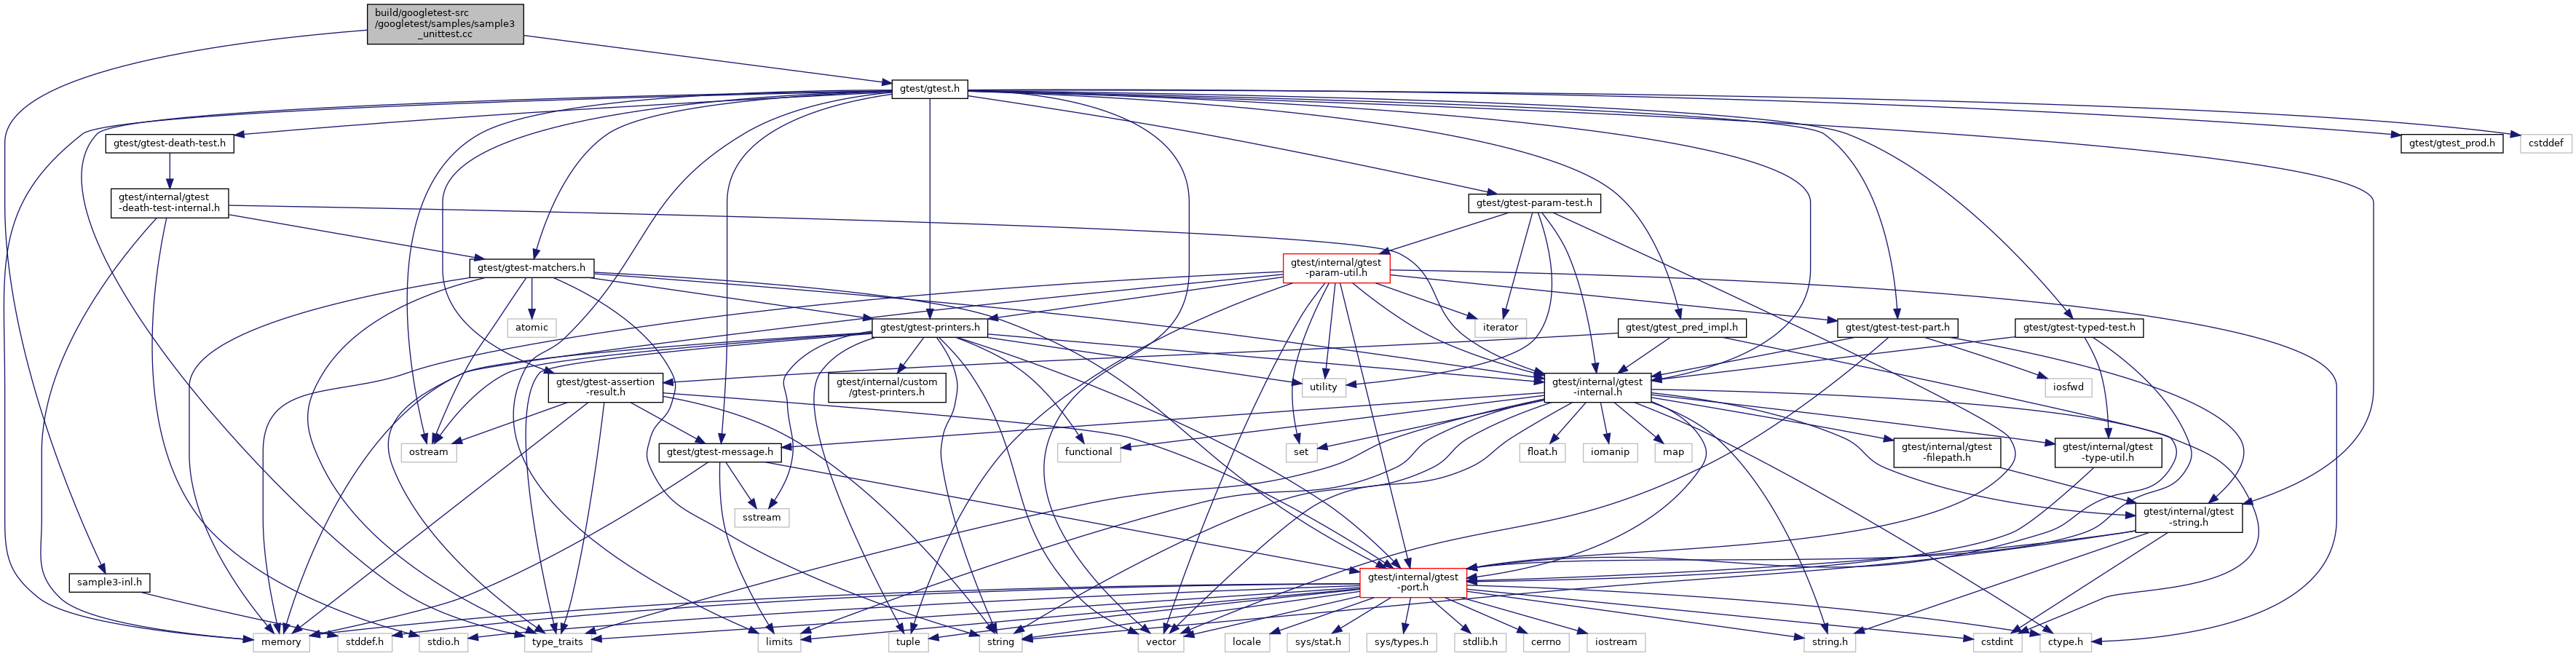 build/googletest-src
/googletest/samples/sample3
_unittest.cc
gtest/gtest.h
gtest/gtest-death-test.h
gtest/gtest_prod.h
cstddef
gtest/internal/gtest
-death-test-internal.h
gtest/gtest-param-test.h
gtest/gtest-matchers.h
gtest/internal/gtest
-param-util.h
atomic
gtest/gtest-printers.h
iterator
gtest/gtest_pred_impl.h
gtest/gtest-test-part.h
gtest/gtest-typed-test.h
gtest/gtest-assertion
-result.h
gtest/internal/custom
/gtest-printers.h
utility
gtest/internal/gtest
-internal.h
iosfwd
ostream
gtest/gtest-message.h
functional
set
float.h
iomanip
map
gtest/internal/gtest
-filepath.h
gtest/internal/gtest
-type-util.h
sstream
gtest/internal/gtest
-string.h
sample3-inl.h
gtest/internal/gtest
-port.h
memory
stddef.h
stdio.h
type_traits
limits
tuple
string
vector
locale
sys/stat.h
sys/types.h
stdlib.h
cerrno
iostream
string.h
cstdint
ctype.h